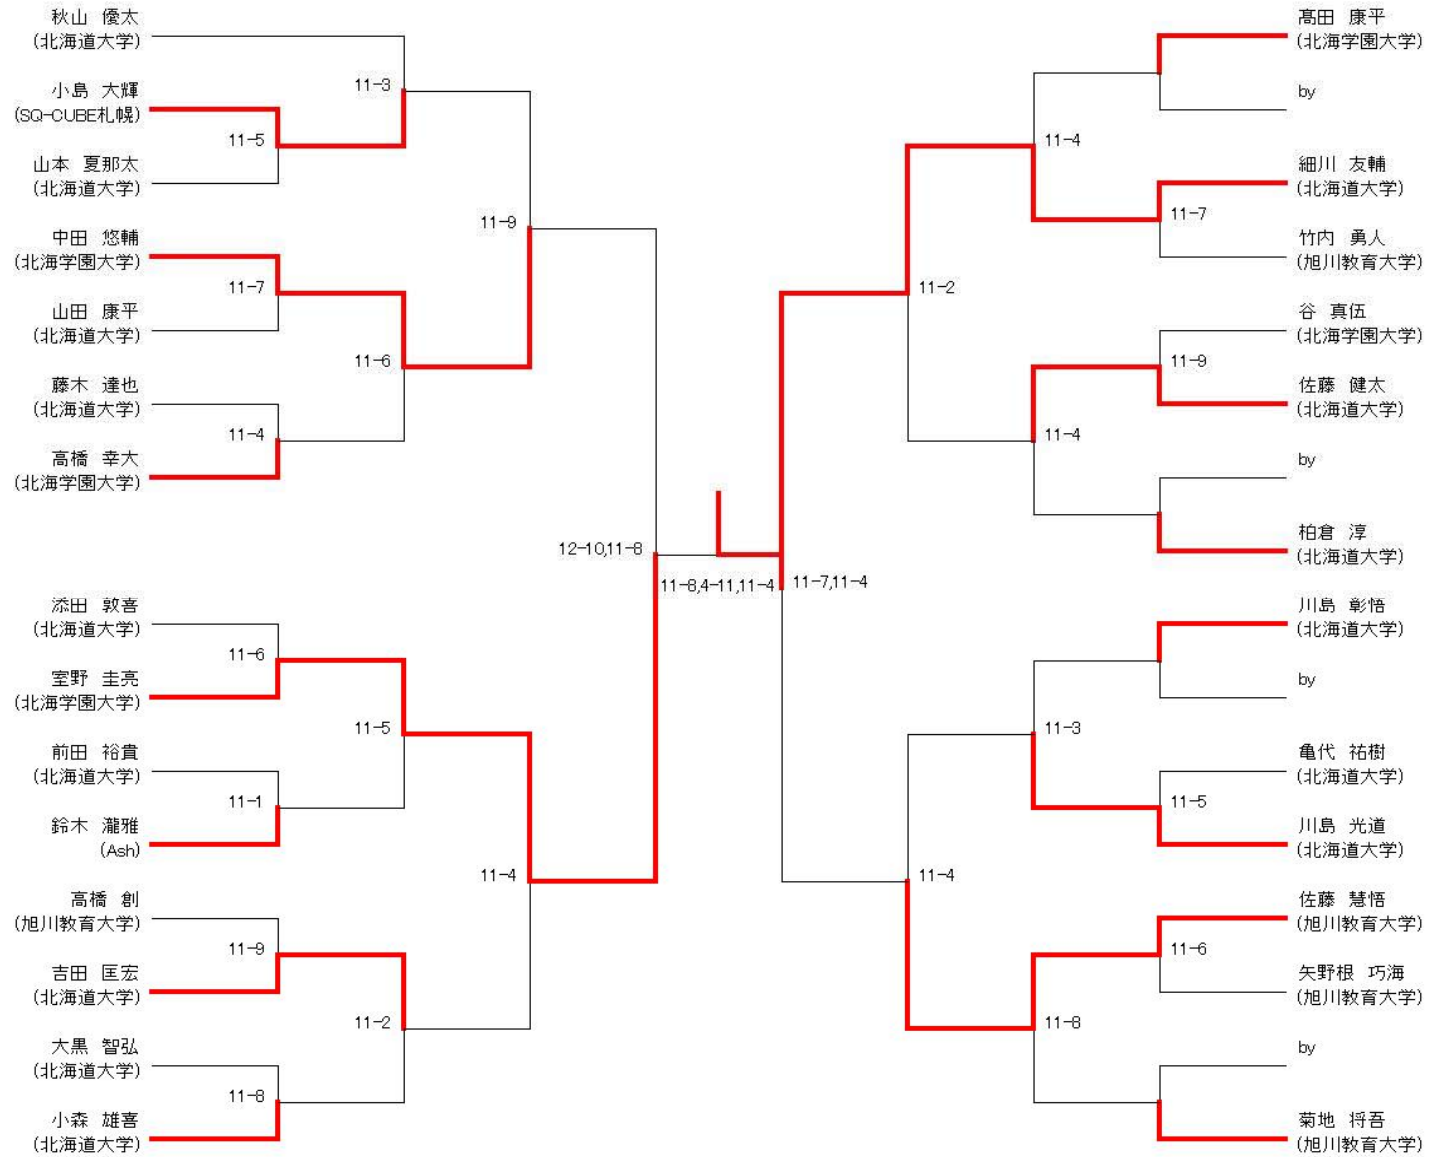 秋山 優太
(北海道大学)
小島 大輝
(SQ-CUBE札幌)
山本 夏那太
(北海道大学)
中田 悠輔
(北海学園大学)
山田 康平
(北海道大学)
藤木 達也
(北海道大学)
高橋 幸大
(北海学園大学)
添田 敦喜
(北海道大学)
室野 圭亮
(北海学園大学)
前田 裕貴
(北海道大学)
鈴木 瀧雅
(Ash)
高橋 創
(旭川教育大学)
吉田 匡宏
(北海道大学)
大黒 智弘
(北海道大学)
小森 雄喜
(北海道大学)
11-5
11-7
11-4
11-6
11-1
11-9
11-8
11-3
11-6
11-5
11-2
11-9
11-4
12-10,11-8
11-8,4-11,11-4
11-7,11-4
11-2
11-4
11-4
11-4
11-3
11-8
11-7
11-9
11-5
11-6
髙田 康平
(北海学園大学)
by
細川 友輔
(北海道大学)
竹内 勇人
(旭川教育大学)
谷 真伍
(北海学園大学)
佐藤 健太
(北海道大学)
by
柏倉 淳
(北海道大学)
川島 彰悟
(北海道大学)
by
亀代 祐樹
(北海道大学)
川島 光道
(北海道大学)
佐藤 慧悟
(旭川教育大学)
矢野根 巧海
(旭川教育大学)
by
菊地 将吾
(旭川教育大学)